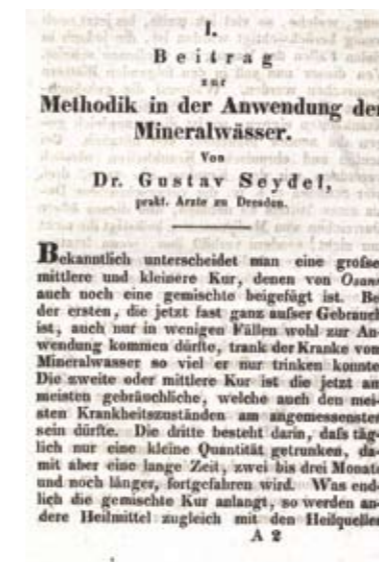 I.
Beitrag
zur
Methodik in der Anwendung der
Mineralwässer.
Von
Dr. Gustav Seydel,
prakt. Arzte zu Dresden.
Bekanntlich unterscheidet man eine grofse
mittlere und kleinere Kur, denen von Osann
auch noch eine gemischte beigefügt ist. Be
der ersten, die jetzt fast ganz aufser Gebrauch
ist, auch nur in wenigen Fällen wohl zur An-
wendung kommen dürfte, trank der Kranke von
Mineralwasser so viel er nur trinken konnte
Die zweite oder mittlere Kur ist die jetzt am
meisten gebräuchliche, welche auch den mei-
sten Krankheitszuständen am angemessensten
sein dürfte. Die dritte besteht darin, dafs täg-
lich nur eine kleine Quantität getrunken, da-
mit aber eine lange Zeit, zwei bis drei Monate
und noch länger, fortgefahren wird. Was end-
lich die gemischte Kur anlangt, so werden an-
dere Heilmittel zugleich mit den Heilquellen
A 2